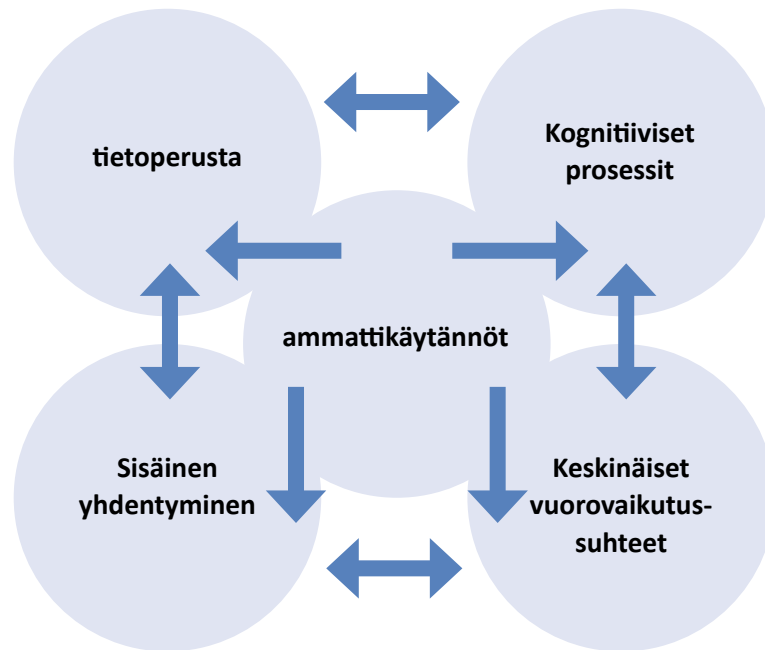 tietoperusta
Kognitiiviset
prosessit
ammattikäytännöt
Sisäinen
yhdentyminen
Keskinäiset
vuorovaikutus-
suhteet